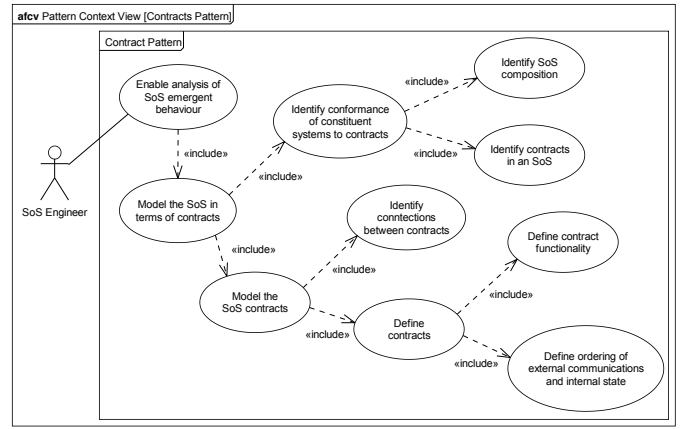 afcv Pattern Context View [Contracts Pattern]
Contract Pattern
Enable analysis of
SoS emergent
behaviour
Identify SoS
composition
«include»
Identify conformance
of constituent
systems to contracts
«include»
Identify contracts
in an SoS
«include»
«include»
SoS Engineer
Model the SoS in
terms of contracts
Identify
conntections
between contracts
Define contract
functionality
«include»
«include»
Model the
SoS contracts
«include»
«include»
Define
contracts
«include»
Define ordering of
external communications
and internal state